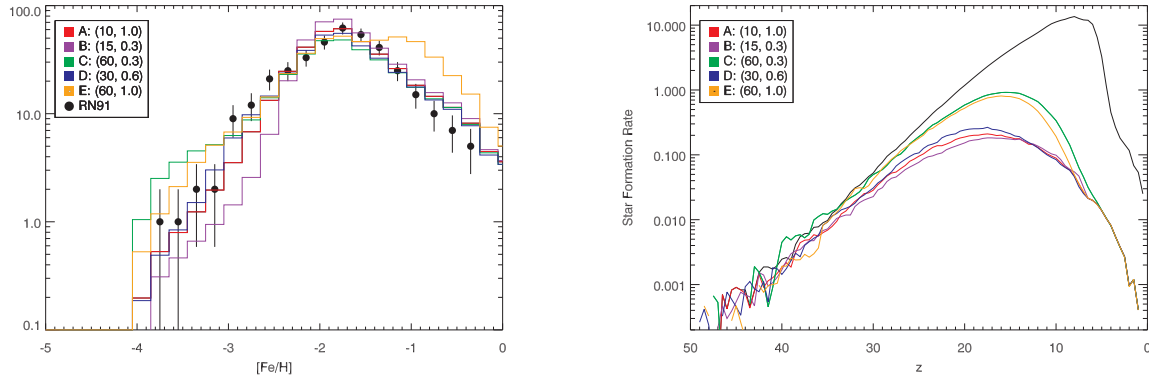 100.0
10.0
1.0
0.1
A: (10, 1.0)
B: (15, 0.3)
C: (60, 0.3)
D: (30, 0.6)
E: (60, 1.0)
RN91
-5 -4 -3 -2 -1 0
[Fe/H]
Star Formation Rate
10.000
1.000
0.100
0.010
0.001
A: (10, 1.0)
B: (15, 0.3)
C: (60, 0.3)
D: (30, 0.6)
E: (60, 1.0)
50 40 30 20 10 0
z